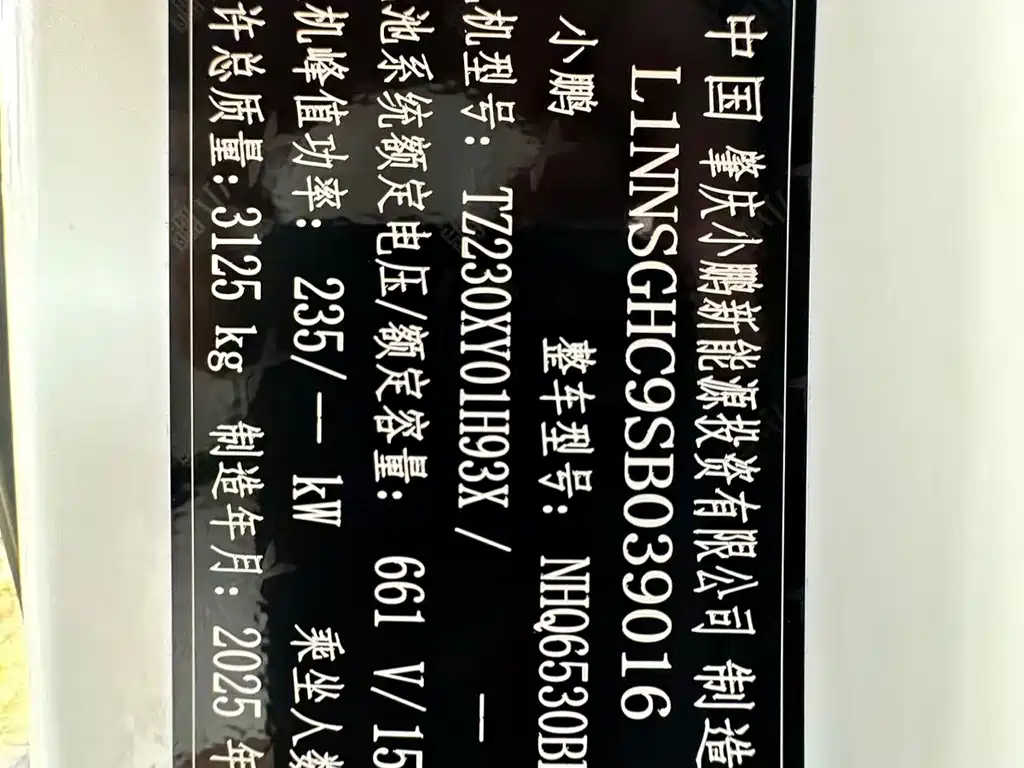 中国 肇庆小鹏新能源投资有限公司 制造
L1NNSGHC9SB039016
小鹏 整车型号: NHQ6530B
机型号: TZ230XY01H93X / —
池系统额定电压/额定容量: 661 V/15
机峰值功率: 235/— kW 乘坐人数
许总质量: 3125 kg 制造年月: 2025 年